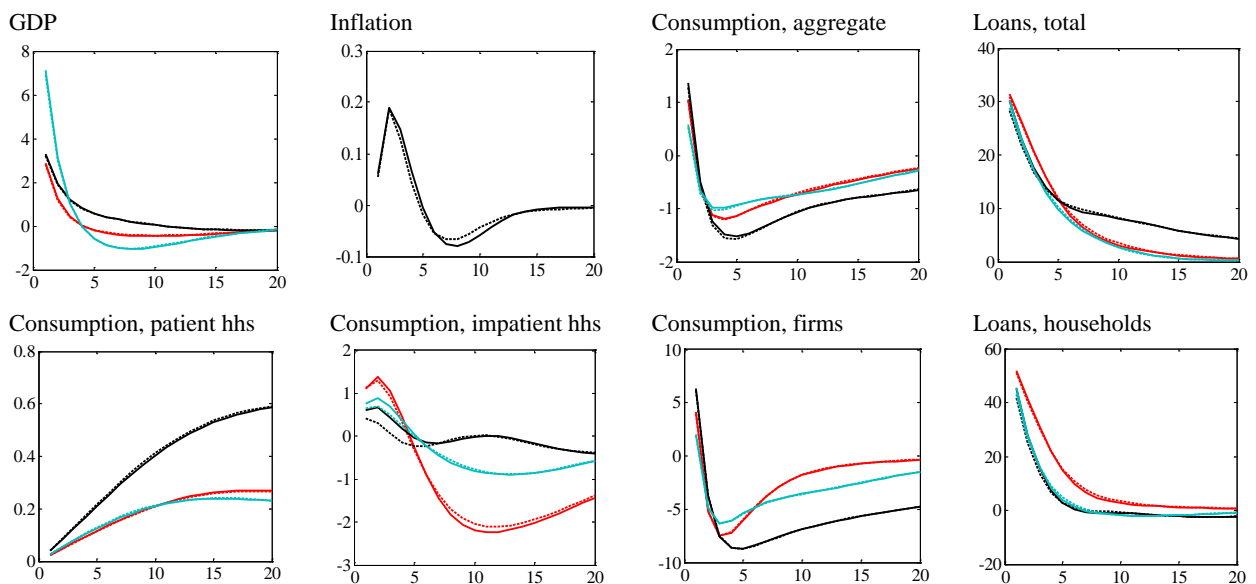 GDP
Inflation
Consumption, aggregate
Loans, total
8
6
4
2
0
-2
0 5 10 15 20
0.3
0.2
0.1
0
-0.1
0 5 10 15 20
2
1
0
-1
-2
0 5 10 15 20
40
30
20
10
0
0 5 10 15 20
Consumption, patient hhs
Consumption, impatient hhs
Consumption, firms
Loans, households
0.8
0.6
0.4
0.2
0
0 5 10 15 20
2
1
0
-1
-2
-3
0 5 10 15 20
10
5
0
-5
-10
0 5 10 15 20
60
40
20
0
-20
0 5 10 15 20